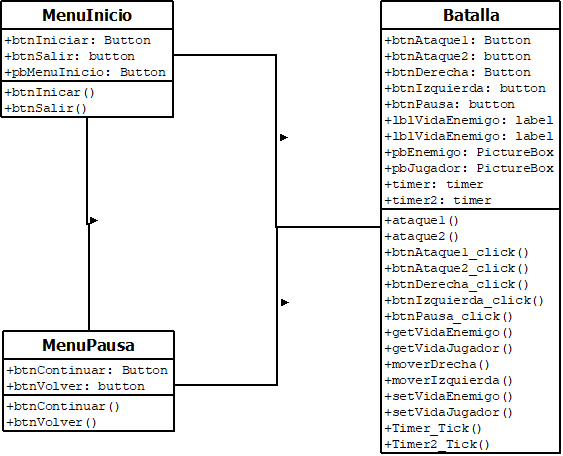 MenuInicio
+btnIniciar: Button
+btnSalir: button
+pbMenuInicio: Button
+btnInicar()
+btnSalir()
Batalla
+btnAtaque1: Button
+btnAtaque2: button
+btnDerecha: Button
+btnIzquierda: button
+btnPausa: button
+lblVidaEnemigo: label
+lblVidaEnemigo: label
+pbEnemigo: PictureBox
+pbJugador: PictureBox
+timer: timer
+timer2: timer
+ataque1()
+ataque2()
+btnAtaque1_click()
+btnAtaque2_click()
+btnDerecha_click()
+btnIzquierda_click()
+btnPausa_click()
+getVidaEnemigo()
+getVidaJugador()
+moverDrecha()
+moverIzquierda()
+setVidaEnemigo()
+setVidaJugador()
+Timer_Tick()
+Timer2_Tick()
MenuPausa
+btnContinuar: Button
+btnVolver: button
+btnContinuar()
+btnVolver()